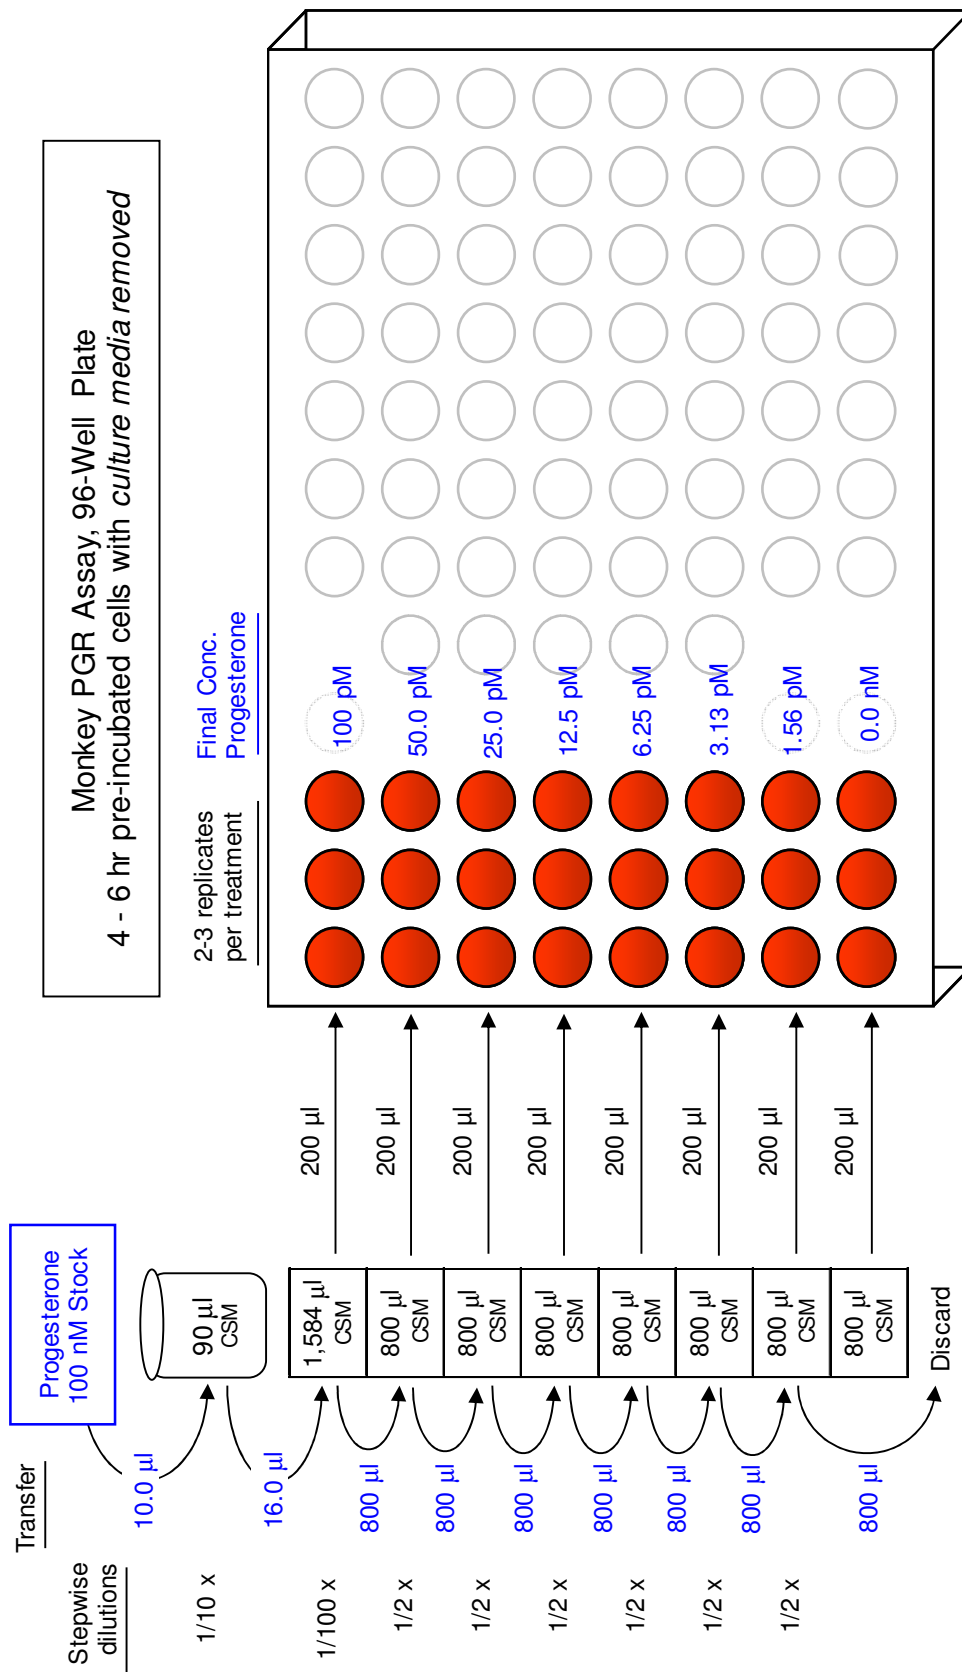 Monkey PGR Assay, 96-Well Plate
4 - 6 hr pre-incubated cells with culture media removed
Stepwise
dilutions
Transfer
Progesterone
100 nM Stock
2-3 replicates
per treatment
Final Conc.
Progesterone
1/10 x
10.0 µl
90 µl
CSM
1/100 x
16.0 µl
1,584 µl
CSM
200 µl
100 pM
1/2 x
800 µl
800 µl
CSM
200 µl
50.0 pM
1/2 x
800 µl
800 µl
CSM
200 µl
25.0 pM
1/2 x
800 µl
800 µl
CSM
200 µl
12.5 pM
1/2 x
800 µl
800 µl
CSM
200 µl
6.25 pM
1/2 x
800 µl
800 µl
CSM
200 µl
3.13 pM
1/2 x
800 µl
800 µl
CSM
200 µl
1.56 pM
800 µl
800 µl
CSM
200 µl
0.0 nM
Discard